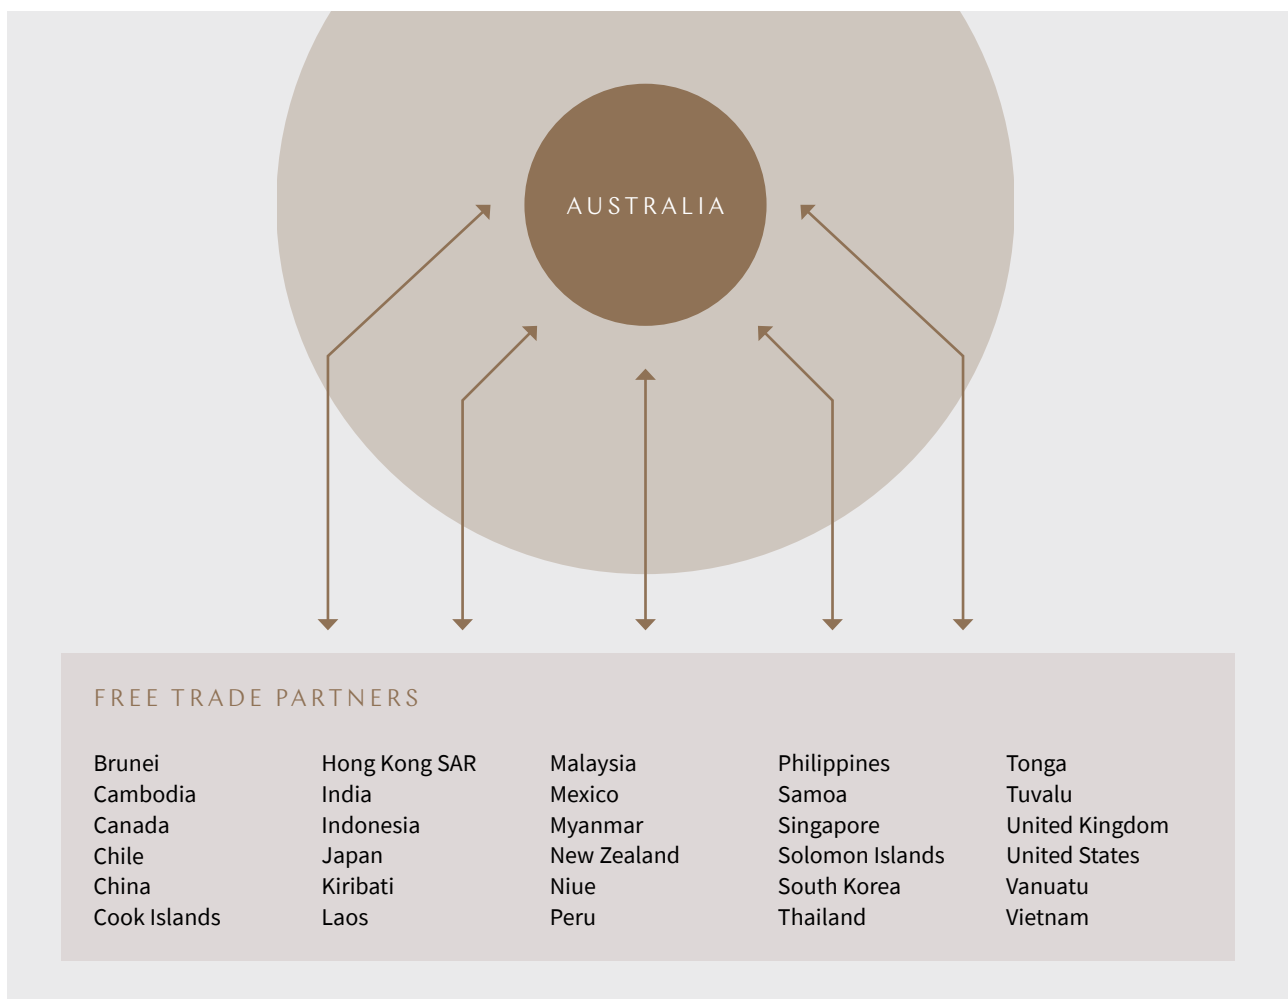 AUSTRALIA
FREE TRADE PARTNERS
Brunei
Cambodia
Canada
Chile
China
Cook Islands
Hong Kong SAR
India
Indonesia
Japan
Kiribati
Laos
Malaysia
Mexico
Myanmar
New Zealand
Niue
Peru
Philippines
Samoa
Singapore
Solomon Islands
South Korea
Thailand
Tonga
Tuvalu
United Kingdom
United States
Vanuatu
Vietnam